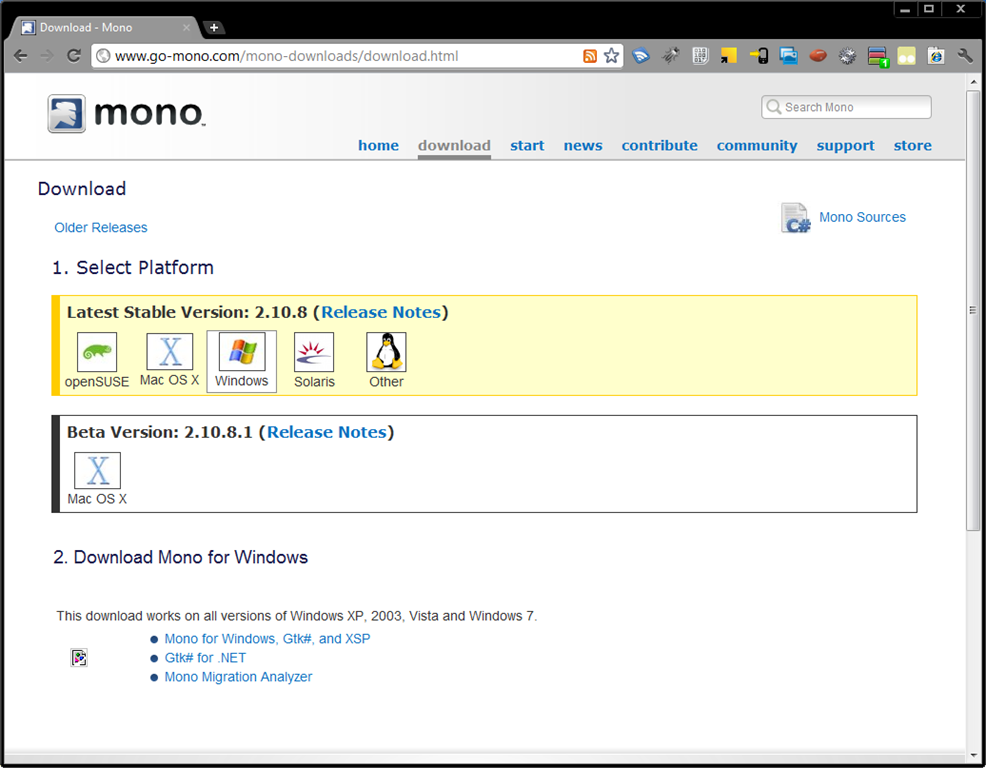 Download - Mono
www.go-mono.com/mono-downloads/download.html
1
mono
Search Mono
home download start news contribute community support store
Download
Older Releases
C#
Mono Sources
1. Select Platform
Latest Stable Version: 2.10.8 (Release Notes)
X
openSUSE Mac OS X Windows Solaris Other
Beta Version: 2.10.8.1 (Release Notes)
X
Mac OS X
2. Download Mono for Windows
This download works on all versions of Windows XP, 2003, Vista and Windows 7.
Mono for Windows, Gtk#, and XSP
Gtk# for .NET
Mono Migration Analyzer